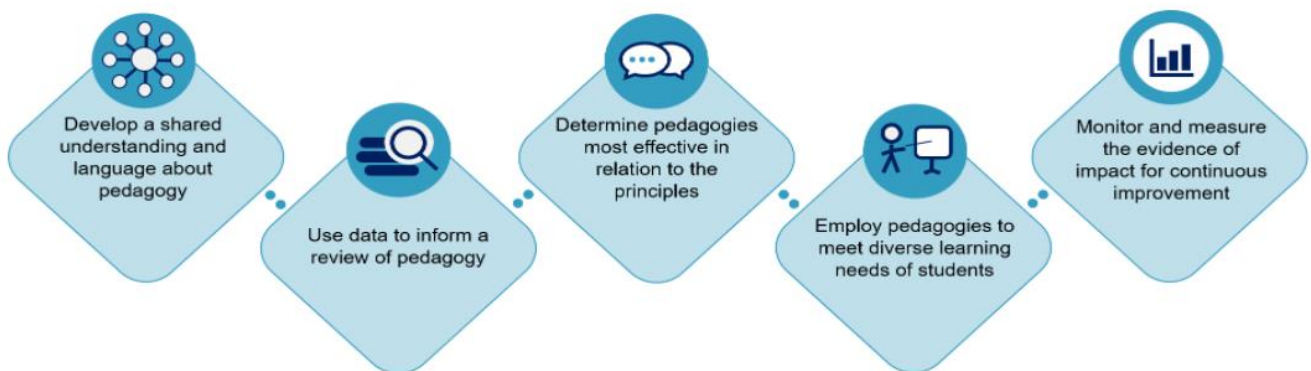 Develop a shared
understanding and
language about
pedagogy
Use data to inform a
review of pedagogy
Determine pedagogies
most effective in
relation to the
principles
Employ pedagogies to
meet diverse learning
needs of students
Monitor and measure
the evidence of
impact for continuous
improvement